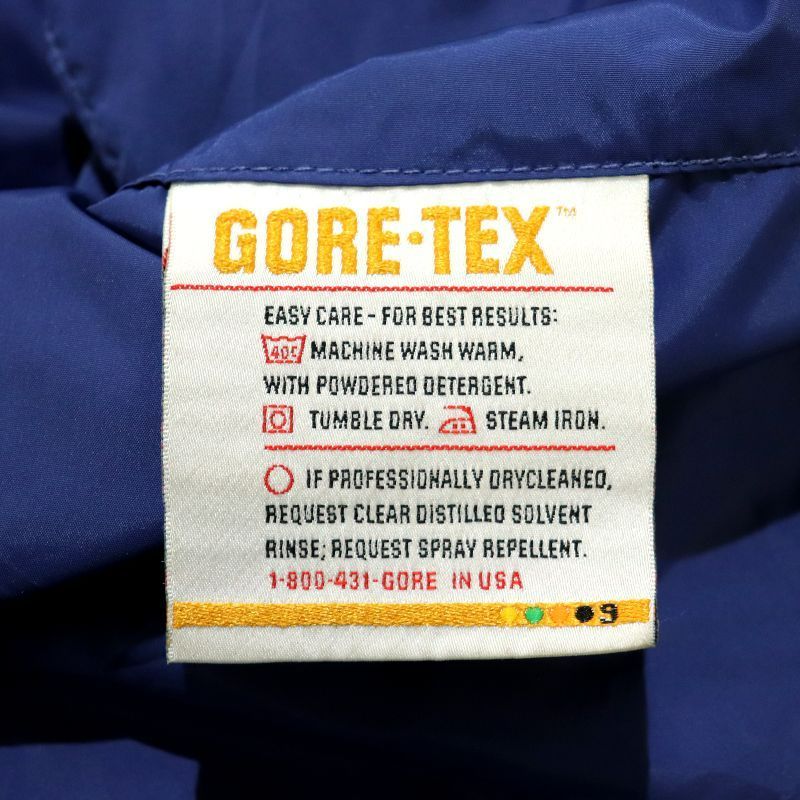 GORE·TEX™
EASY CARE - FOR BEST RESULTS:
40C MACHINE WASH WARM,
WITH POWDERED DETERGENT.
TUMBLE DRY. STEAM IRON.
IF PROFESSIONALLY DRYCLEANED,
REQUEST CLEAR DISTILLED SOLVENT
RINSE; REQUEST SPRAY REPELLENT.
1-800-431-GORE IN USA
9